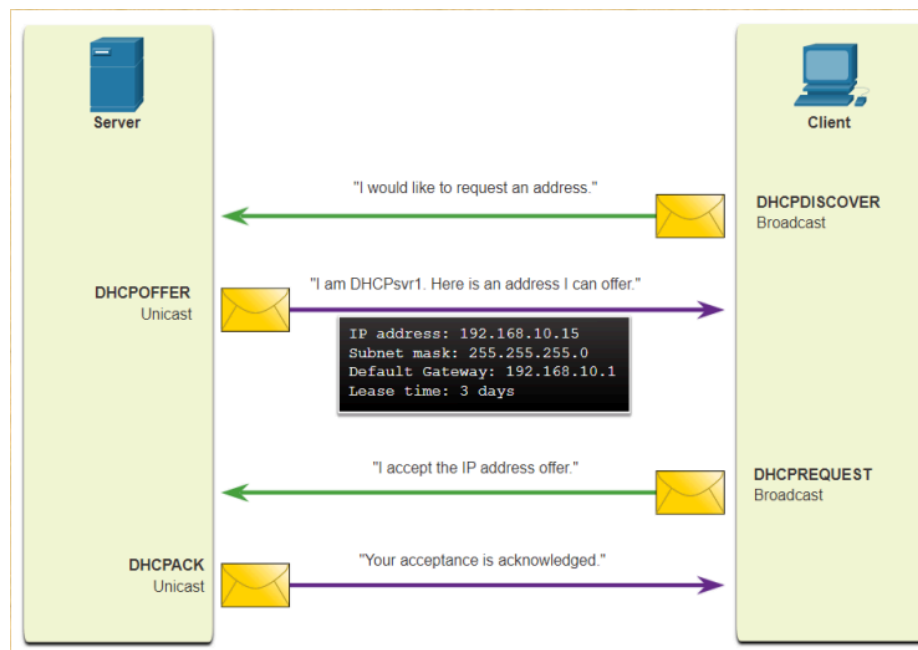 Server
Client
"I would like to request an address."
DHCPDISCOVER
Broadcast
"I am DHCPsvr1. Here is an address I can offer."
DHCPOFFER
Unicast
IP address: 192.168.10.15
Subnet mask: 255.255.255.0
Default Gateway: 192.168.10.1
Lease time: 3 days
"I accept the IP address offer."
DHCPREQUEST
Broadcast
"Your acceptance is acknowledged."
DHCPACK
Unicast